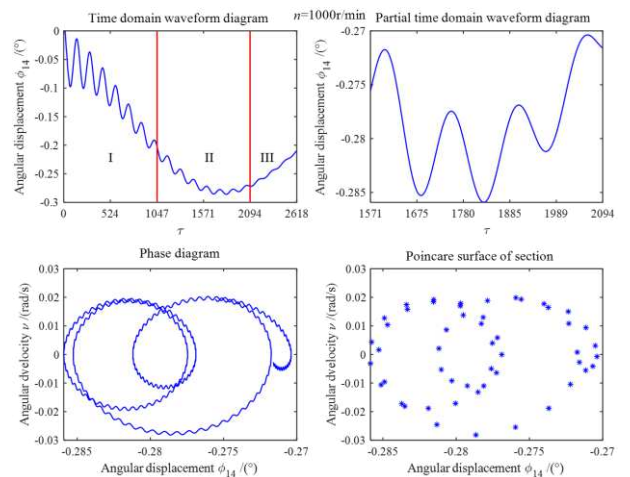 Time domain waveform diagram
n=1000r/min
Partial time domain waveform diagram
Angular displacement ϕ14 /(°)
0
-0.05
-0.1
-0.15
-0.2
-0.25
-0.3
I
II
III
0 524 1047 1571 2094 2618
τ
Angular displacement ϕ14 /(°)
-0.27
-0.275
-0.28
-0.285
1571 1675 1780 1885 1989 2094
τ
Phase diagram
Angular dvelocity ν /(rad/s)
0.03
0.02
0.01
0
-0.01
-0.02
-0.03
-0.285 -0.28 -0.275 -0.27
Angular displacement ϕ14 /(°)
Poincare surface of section
Angular dvelocity ν /(rad/s)
0.03
0.02
0.01
0
-0.01
-0.02
-0.03
-0.285 -0.28 -0.275 -0.27
Angular displacement ϕ14 /(°)